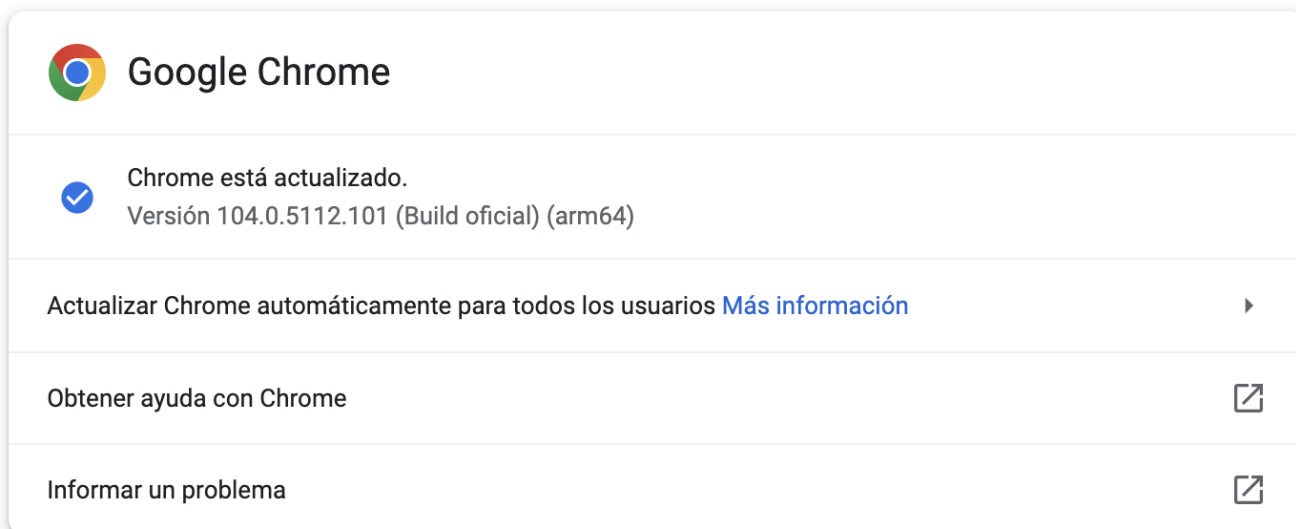 Google Chrome
Chrome está actualizado.
Versión 104.0.5112.101 (Build oficial) (arm64)
Actualizar Chrome automáticamente para todos los usuarios Más información
Obtener ayuda con Chrome
Informar un problema